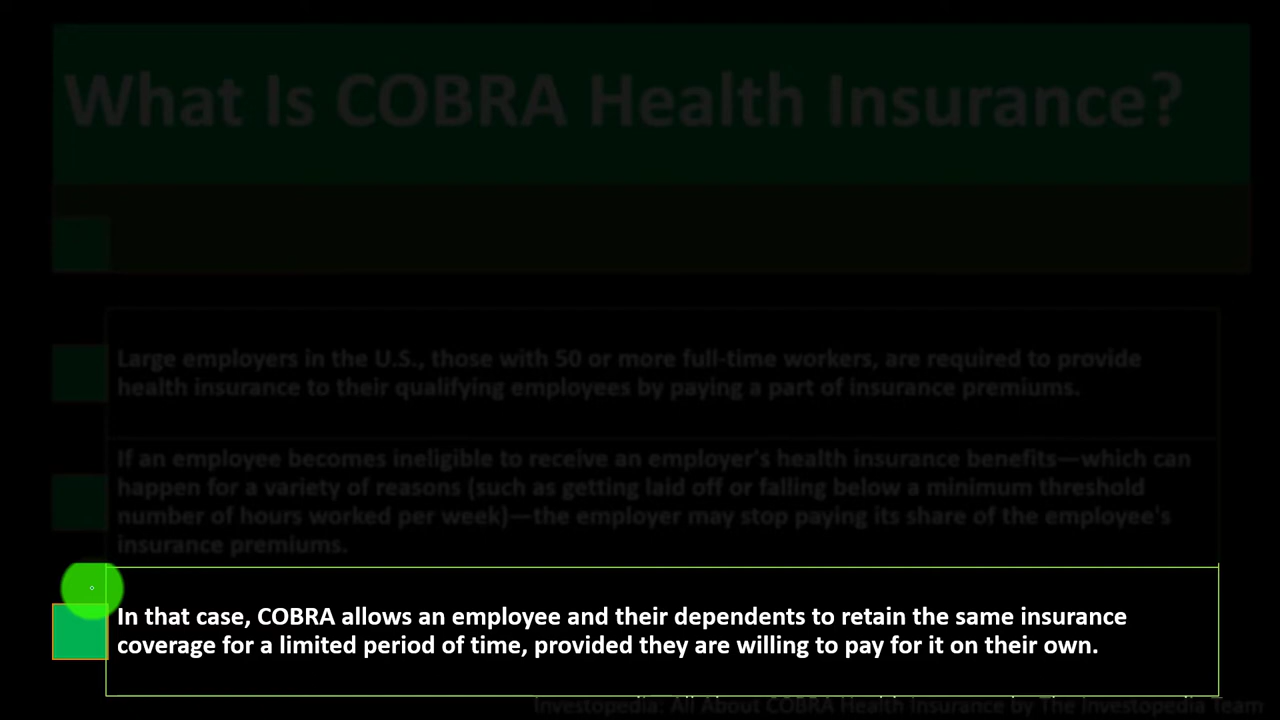 What Is COBRA Health Insurance?
Large employers in the U.S., those with 50 or more full-time workers, are required to provide
health insurance to their qualifying employees by paying a part of insurance premiums.
If an employee becomes ineligible to receive an employer's health insurance benefits—which can
happen for a variety of reasons (such as getting laid off or falling below a minimum threshold
number of hours worked per week)—the employer may stop paying its share of the employee's
insurance premiums.
In that case, COBRA allows an employee and their dependents to retain the same insurance
coverage for a limited period of time, provided they are willing to pay for it on their own.
Investopedia: All About COBRA Health Insurance by The Investopedia Team